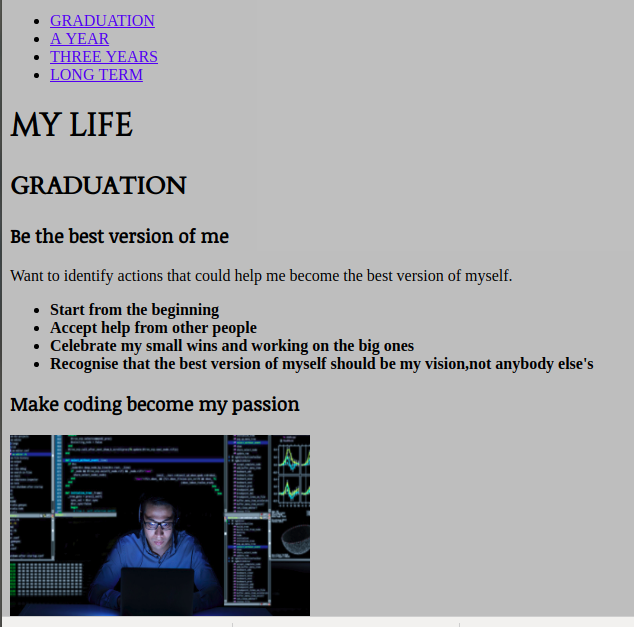 GRADUATION
A YEAR
THREE YEARS
LONG TERM
MY LIFE
GRADUATION
Be the best version of me
Want to identify actions that could help me become the best version of myself.
Start from the beginning
Accept help from other people
Celebrate my small wins and working on the big ones
Recognise that the best version of myself should be my vision,not anybody else's
Make coding become my passion